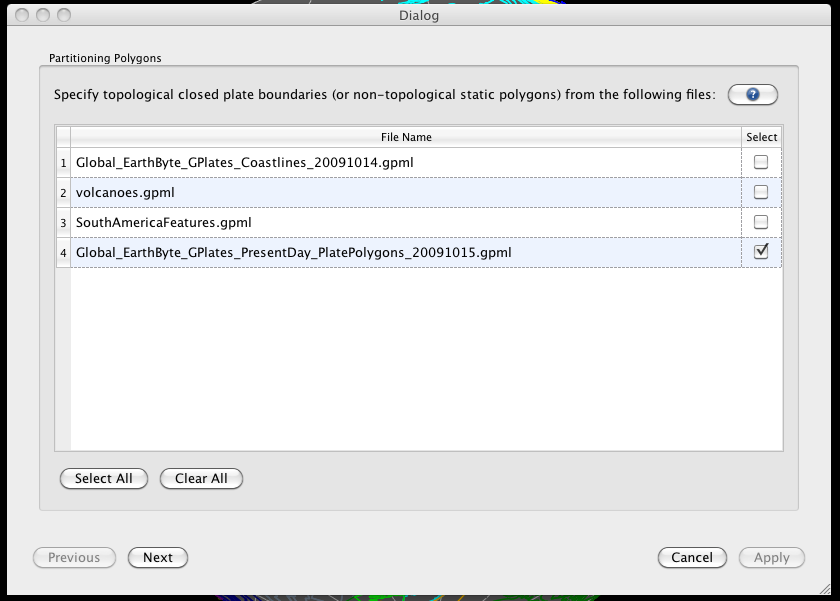 Dialog
Partitioning Polygons
Specify topological closed plate boundaries (or non-topological static polygons) from the following files: ?
File Name Select
1 Global_EarthByte_GPlates_Coastlines_20091014.gpml
2 volcanoes.gpml
3 SouthAmericaFeatures.gpml
4 Global_EarthByte_GPlates_PresentDay_PlatePolygons_20091015.gpml
Select All Clear All
Previous Next Cancel Apply